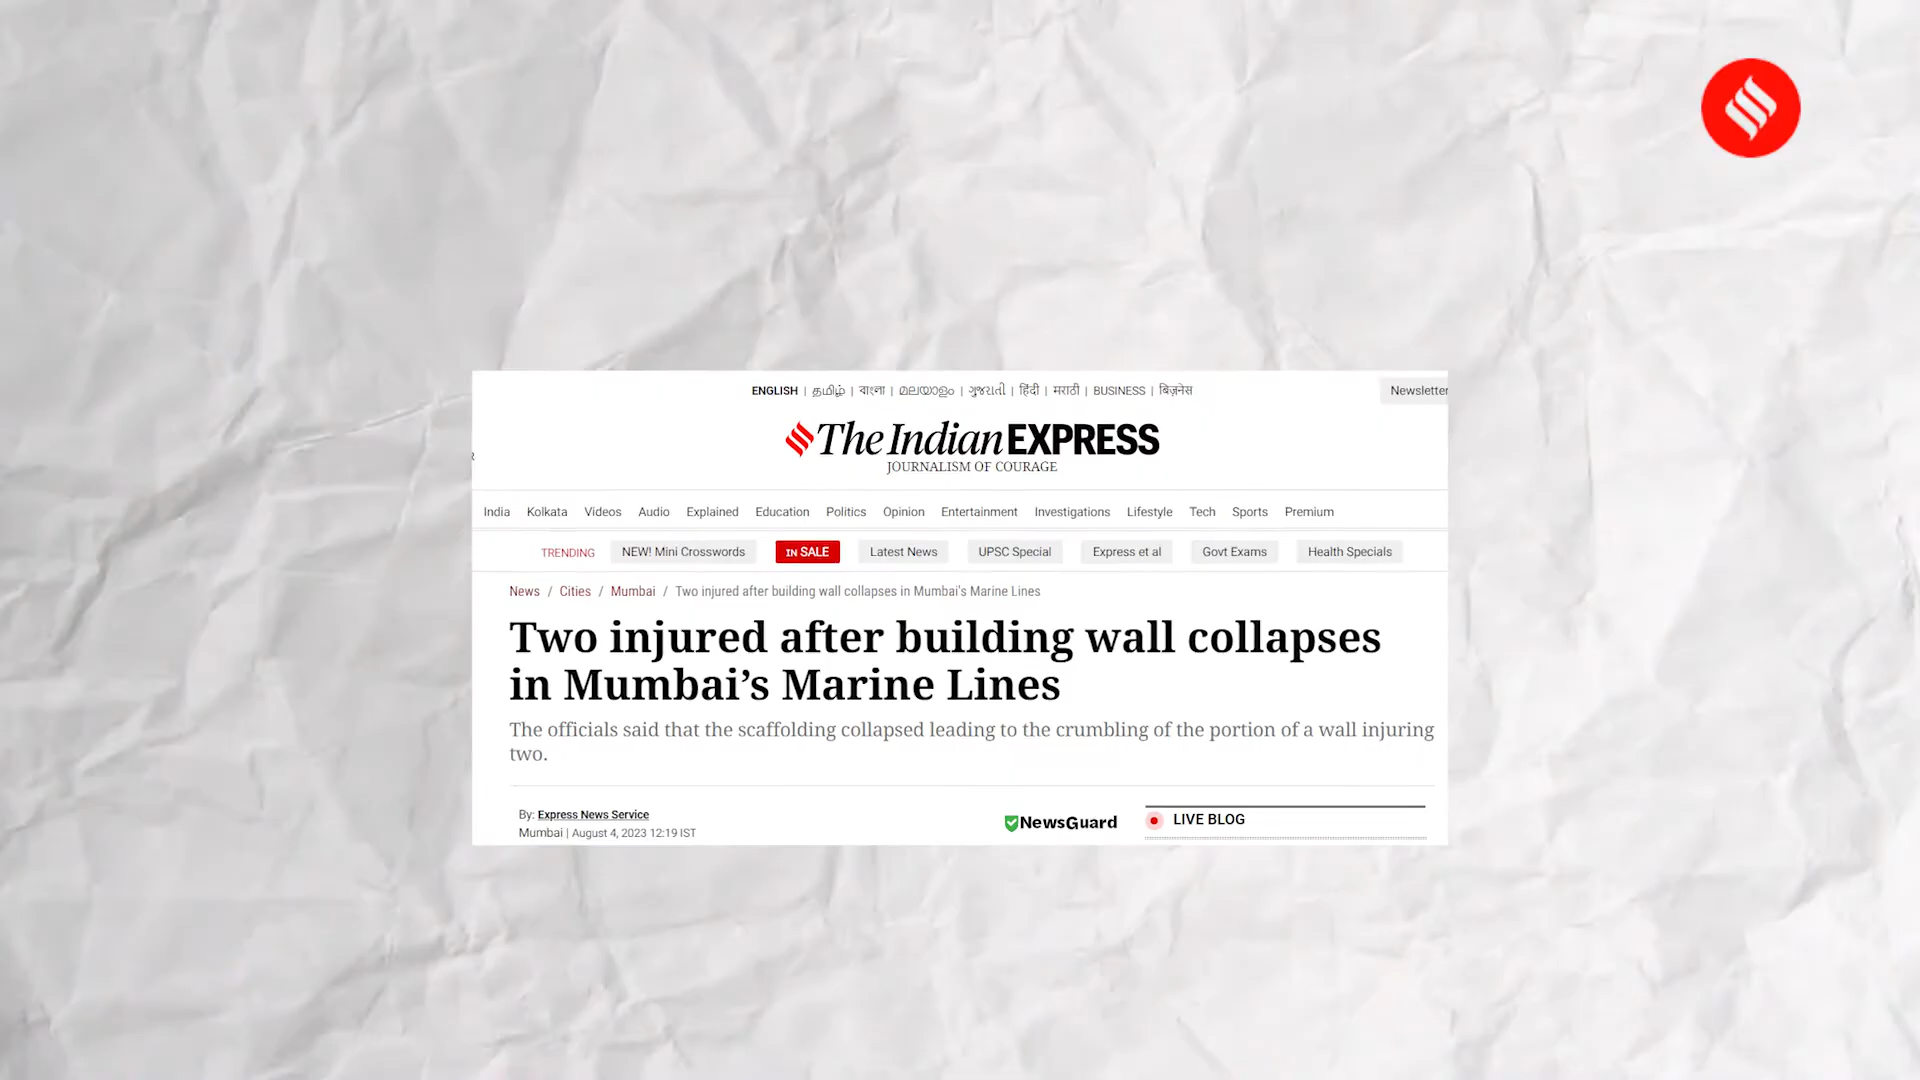 ENGLISH | தமிழ் | বাংলা | മലയാളം | ગુજરાતી | हिंदी | मराठी | BUSINESS | बिज़नेस
Newsletter
The Indian EXPRESS
JOURNALISM OF COURAGE
India Kolkata Videos Audio Explained Education Politics Opinion Entertainment Investigations Lifestyle Tech Sports Premium
TRENDING NEW! Mini Crosswords IN SALE Latest News UPSC Special Express et al Govt Exams Health Specials
News / Cities / Mumbai / Two injured after building wall collapses in Mumbai's Marine Lines
Two injured after building wall collapses
in Mumbai’s Marine Lines
The officials said that the scaffolding collapsed leading to the crumbling of the portion of a wall injuring
two.
By: Express News Service
Mumbai | August 4, 2023 12:19 IST
NewsGuard
LIVE BLOG